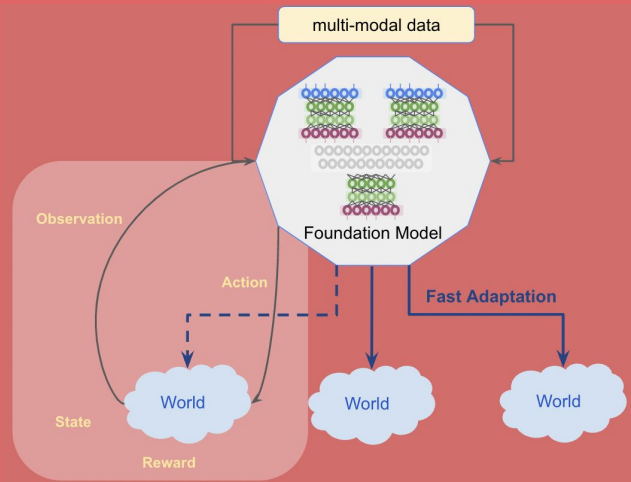 multi-modal data
Foundation Model
Observation
Action
Fast Adaptation
World
World
World
State
Reward